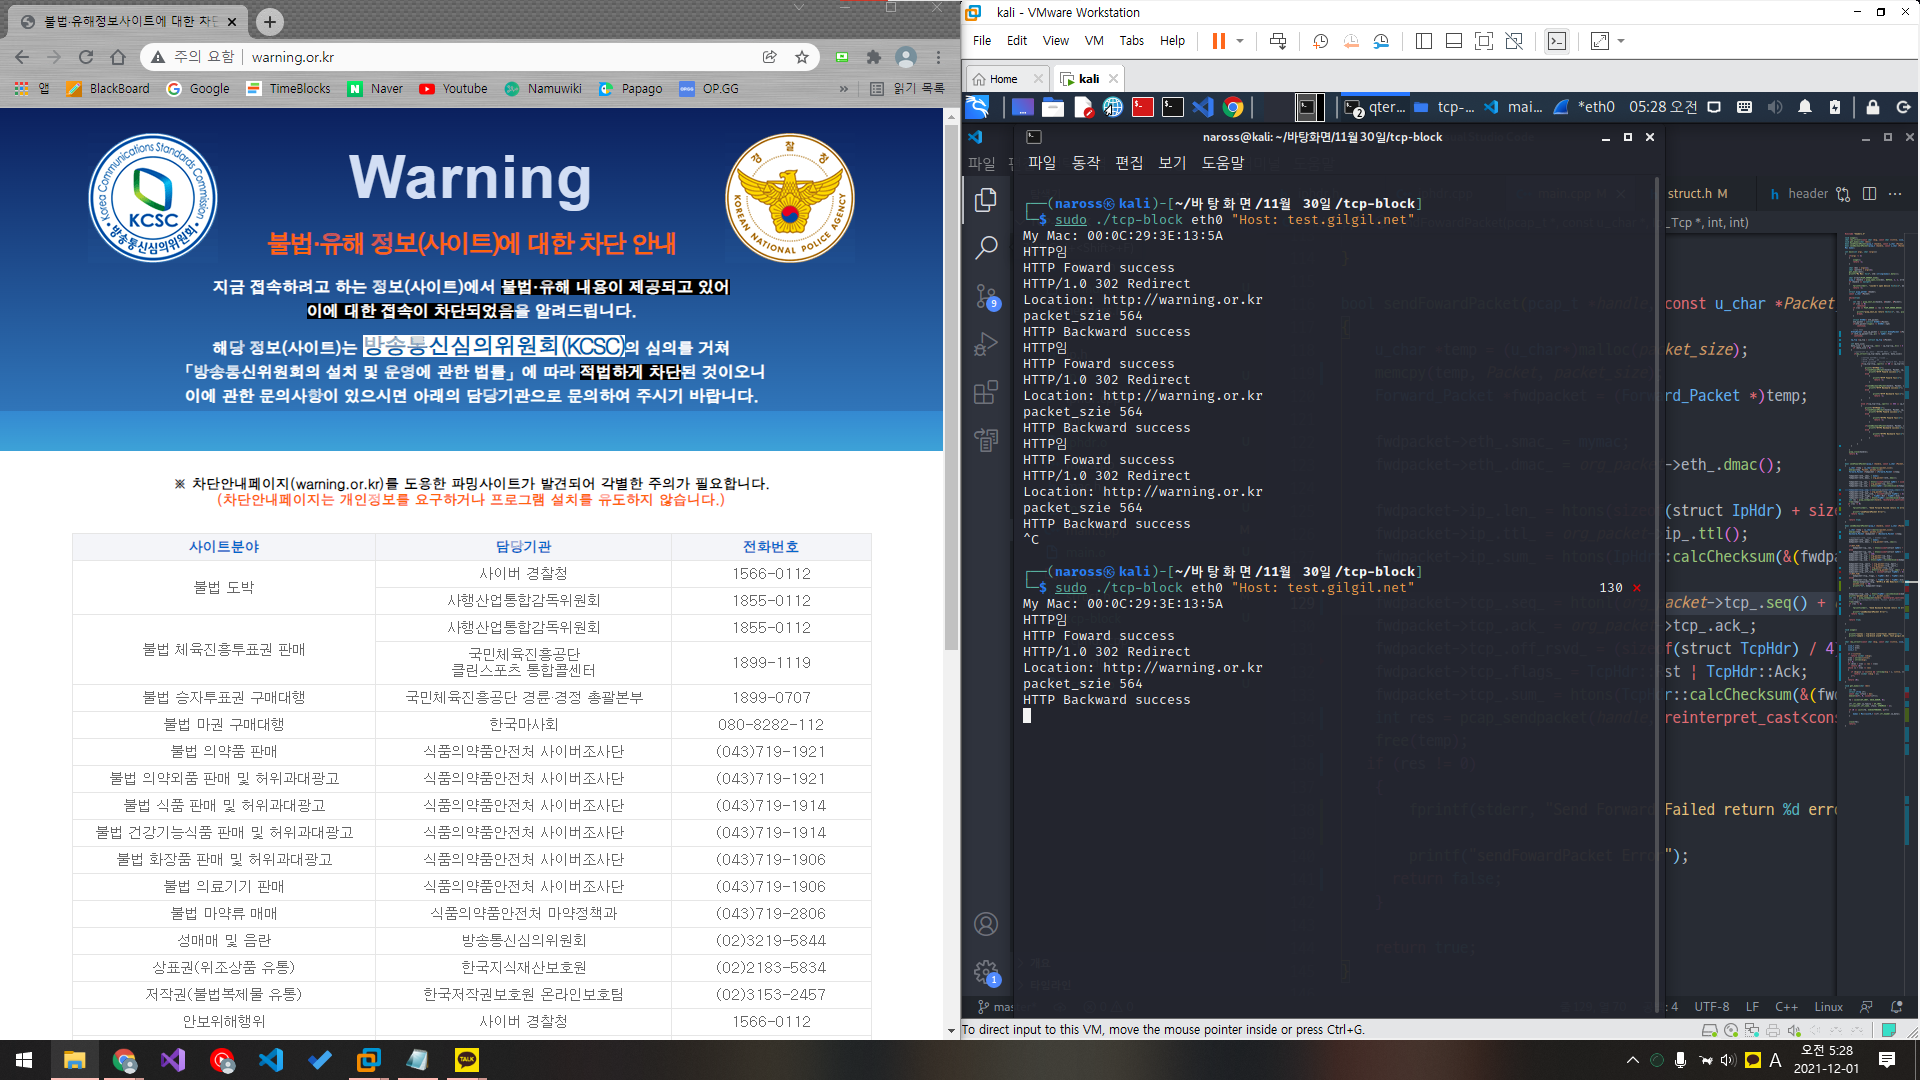 불법·유해정보사이트에 대한 차단
주의 요함
warning.or.kr
앱
BlackBoard
Google
TimeBlocks
Naver
Youtube
Namuwiki
Papago
OP.GG
»
읽기 목록
Korea Communications Standards Commission
KCSC
방송통신심의위원회
Warning
경찰청
KOREAN NATIONAL POLICE AGENCY
불법·유해 정보(사이트)에 대한 차단 안내
지금 접속하려고 하는 정보(사이트)에서 불법·유해 내용이 제공되고 있어
이에 대한 접속이 차단되었음을 알려드립니다.
해당 정보(사이트)는 방송통신심의위원회(KCSC)의 심의를 거쳐
「방송통신위원회의 설치 및 운영에 관한 법률」에 따라 적법하게 차단된 것이오니
이에 관한 문의사항이 있으시면 아래의 담당기관으로 문의하여 주시기 바랍니다.
※ 차단안내페이지(warning.or.kr)를 도용한 파밍사이트가 발견되어 각별한 주의가 필요합니다.
(차단안내페이지는 개인정보를 요구하거나 프로그램 설치를 유도하지 않습니다.)
사이트분야 담당기관 전화번호
불법 도박
사이버 경찰청 1566-0112
사행산업통합감독위원회 1855-0112
불법 체육진흥투표권 판매
사행산업통합감독위원회 1855-0112
국민체육진흥공단
클린스포츠 통합콜센터
1899-1119
불법 승자투표권 구매대행 국민체육진흥공단 경륜·경정 총괄본부 1899-0707
불법 마권 구매대행 한국마사회 080-8282-112
불법 의약품 판매 식품의약품안전처 사이버조사단 (043)719-1921
불법 의약외품 판매 및 허위과대광고 식품의약품안전처 사이버조사단 (043)719-1921
불법 식품 판매 및 허위과대광고 식품의약품안전처 사이버조사단 (043)719-1914
불법 건강기능식품 판매 및 허위과대광고 식품의약품안전처 사이버조사단 (043)719-1914
불법 화장품 판매 및 허위과대광고 식품의약품안전처 사이버조사단 (043)719-1906
불법 의료기기 판매 식품의약품안전처 사이버조사단 (043)719-1906
불법 마약류 매매 식품의약품안전처 마약정책과 (043)719-2806
성매매 및 음란 방송통신심의위원회 (02)3219-5844
상표권(위조상품 유통) 한국지식재산보호원 (02)2183-5834
저작권(불법복제물 유통) 한국저작권보호원 온라인보호팀 (02)3153-2457
안보위해행위 사이버 경찰청 1566-0112
kali - VMware Workstation
File Edit View VM Tabs Help
Home
kali
qter...
tcp-...
mai...
*eth0
05:28 오전
naross@kali: ~/바탕화면/11월 30일/tcp-block
파일
파일 동작 편집 보기 도움말
┌──(naross㉿kali)-[~/바탕화면/11월 30일/tcp-block]
└─$ sudo ./tcp-block eth0 "Host: test.gilgil.net"
My Mac: 00:0C:29:3E:13:5A
HTTP임
HTTP Foward success
HTTP/1.0 302 Redirect
Location: http://warning.or.kr
packet_szie 564
HTTP Backward success
HTTP임
HTTP Foward success
HTTP/1.0 302 Redirect
Location: http://warning.or.kr
packet_szie 564
HTTP Backward success
HTTP임
HTTP Foward success
HTTP/1.0 302 Redirect
Location: http://warning.or.kr
packet_szie 564
HTTP Backward success
^C
┌──(naross㉿kali)-[~/바탕화면/11월 30일/tcp-block]
└─$ sudo ./tcp-block eth0 "Host: test.gilgil.net" 130 ⨯
My Mac: 00:0C:29:3E:13:5A
HTTP임
HTTP Foward success
HTTP/1.0 302 Redirect
Location: http://warning.or.kr
packet_szie 564
HTTP Backward success
9
1
struct.h M
h header
_Tcp *, int, int)
const u_char *Packet
ket_size);
d_Packet *)temp;
->eth_.dmac();
(struct IpHdr) + size
ip_.ttl();
::calcChecksum(&(fwdpa
packet->tcp_.seq() +
>tcp_.ack_;
f(struct TcpHdr) / 4
st | TcpHdr::Ack;
::calcChecksum(&(fwd
reinterpret_cast<cons
Failed return %d erro
");
: 4 UTF-8 LF C++ Linux
To direct input to this VM, move the mouse pointer inside or press Ctrl+G.
TALK
A
오전 5:28
2021-12-01